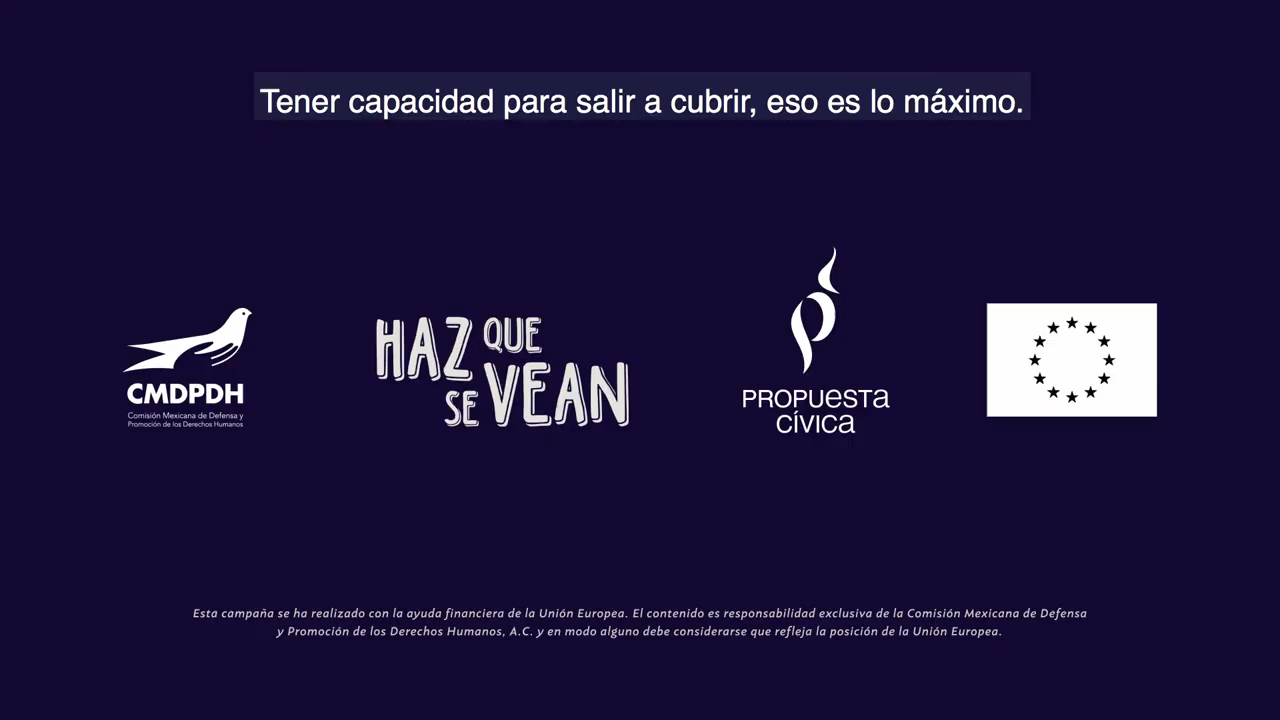 Tener capacidad para salir a cubrir, eso es lo máximo.
CMDPDH
Comisión Mexicana de Defensa y
Promoción de los Derechos Humanos
HAZ QUE
SE VEAN
PROPUESTA
CÍVICA
Esta campaña se ha realizado con la ayuda financiera de la Unión Europea. El contenido es responsabilidad exclusiva de la Comisión Mexicana de Defensa
y Promoción de los Derechos Humanos, A.C. y en modo alguno debe considerarse que refleja la posición de la Unión Europea.